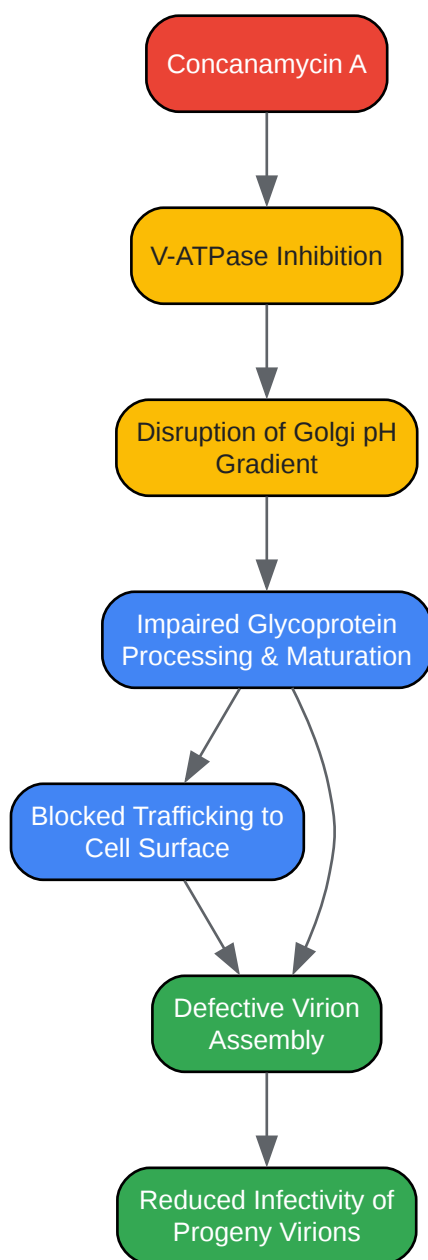 Concanamycin A
V-ATPase Inhibition
Disruption of Golgi pH
Gradient
Impaired Glycoprotein
Processing & Maturation
Blocked Trafficking to
Cell Surface
Defective Virion
Assembly
Reduced Infectivity of
Progeny Virions